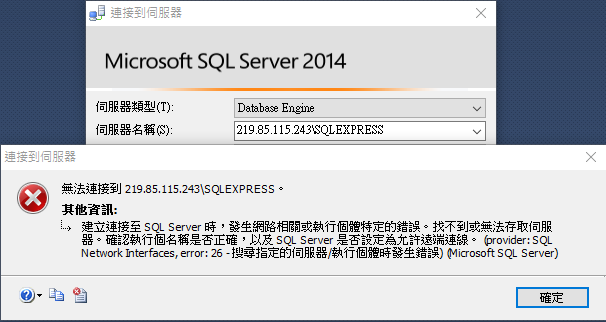 連接到伺服器
Microsoft SQL Server 2014
伺服器類型(T):
Database Engine
伺服器名稱(S):
219.85.115.243\SQLEXPRESS
連接到伺服器
無法連接到 219.85.115.243\SQLEXPRESS。
其他資訊:
建立連接至 SQL Server 時，發生網路相關或執行個體特定的錯誤。找不到或無法存取伺服
器。確認執行個名稱是否正確，以及 SQL Server 是否設定為允許遠端連線。 (provider: SQL
Network Interfaces, error: 26 - 搜尋指定的伺服器/執行個體時發生錯誤) (Microsoft SQL Server)
確定